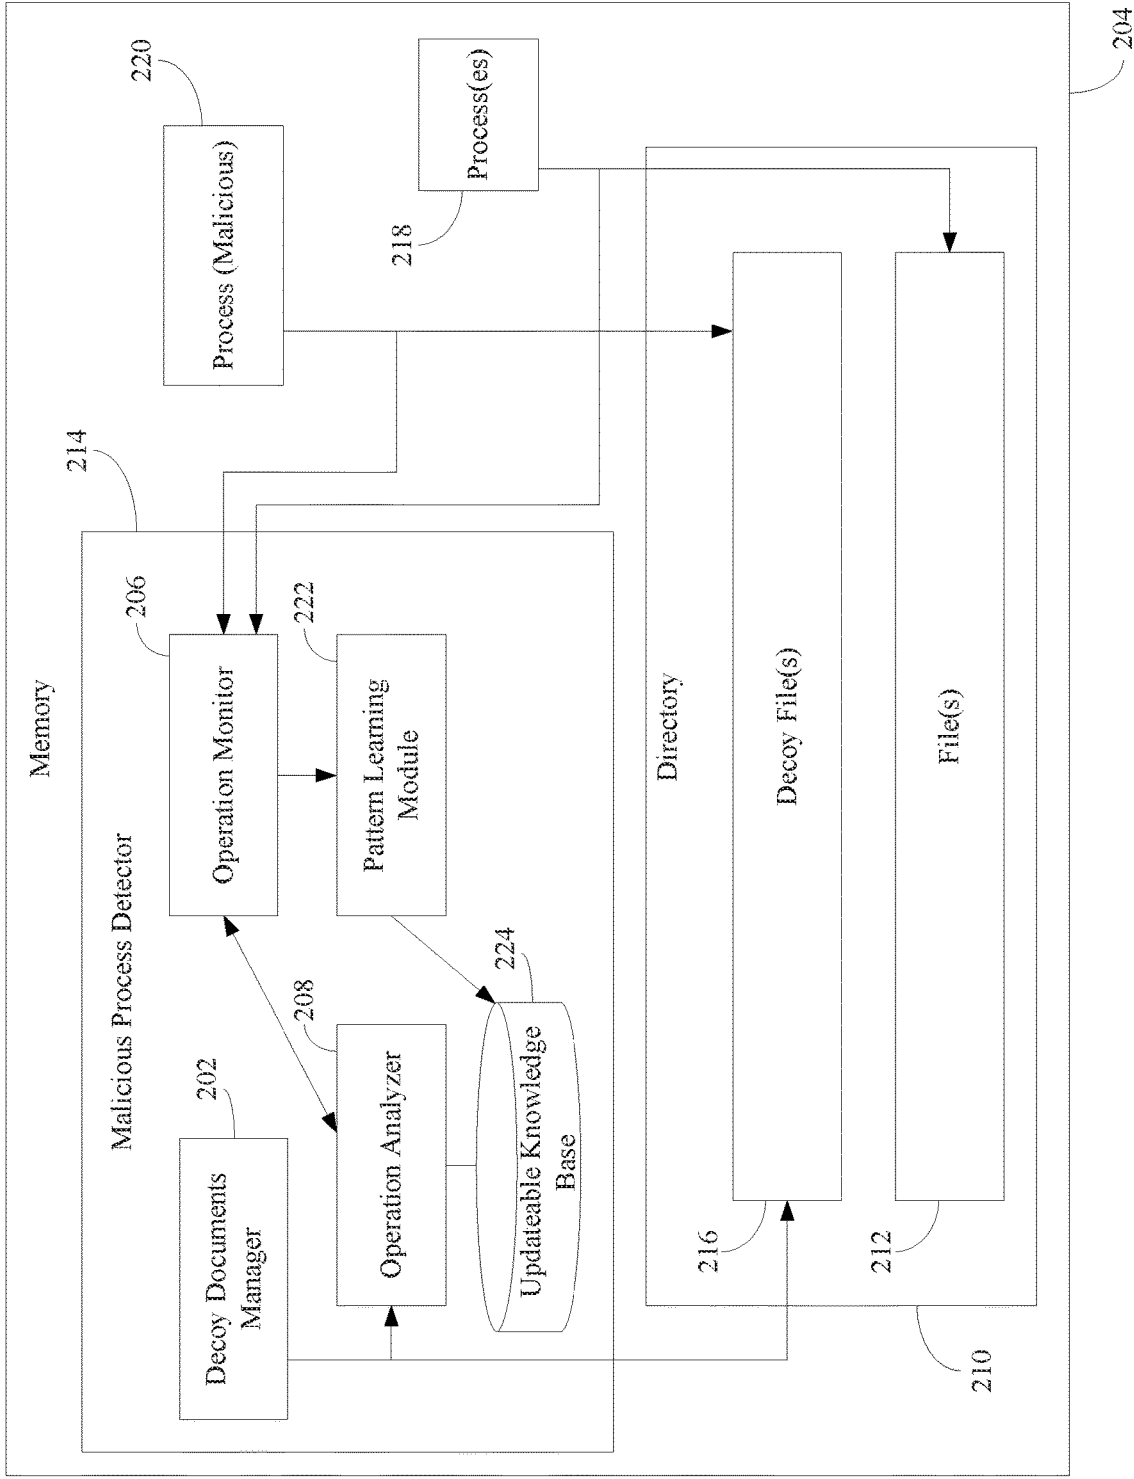 Memory
204
Malicious Process Detector
214
Decoy Documents
Manager
202
Operation Monitor
206
Process (Malicious)
220
Operation Analyzer
208
Pattern Learning
Module
222
Process(es)
218
Updateable Knowledge
Base
224
Directory
210
Decoy File(s)
216
File(s)
212